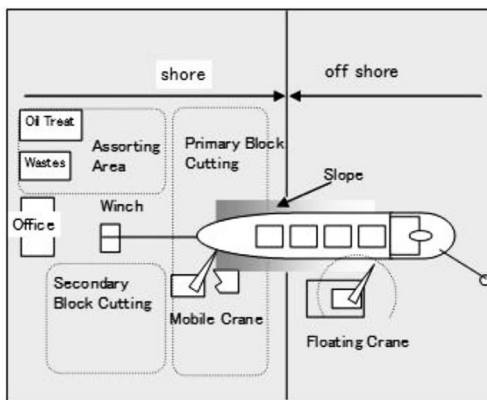 shore
off shore
Oil Treat
Assorting
Area
Wastes
Primary Block
Cutting
Slope
Winch
Office
Secondary
Block Cutting
Mobile Crane
Floating Crane